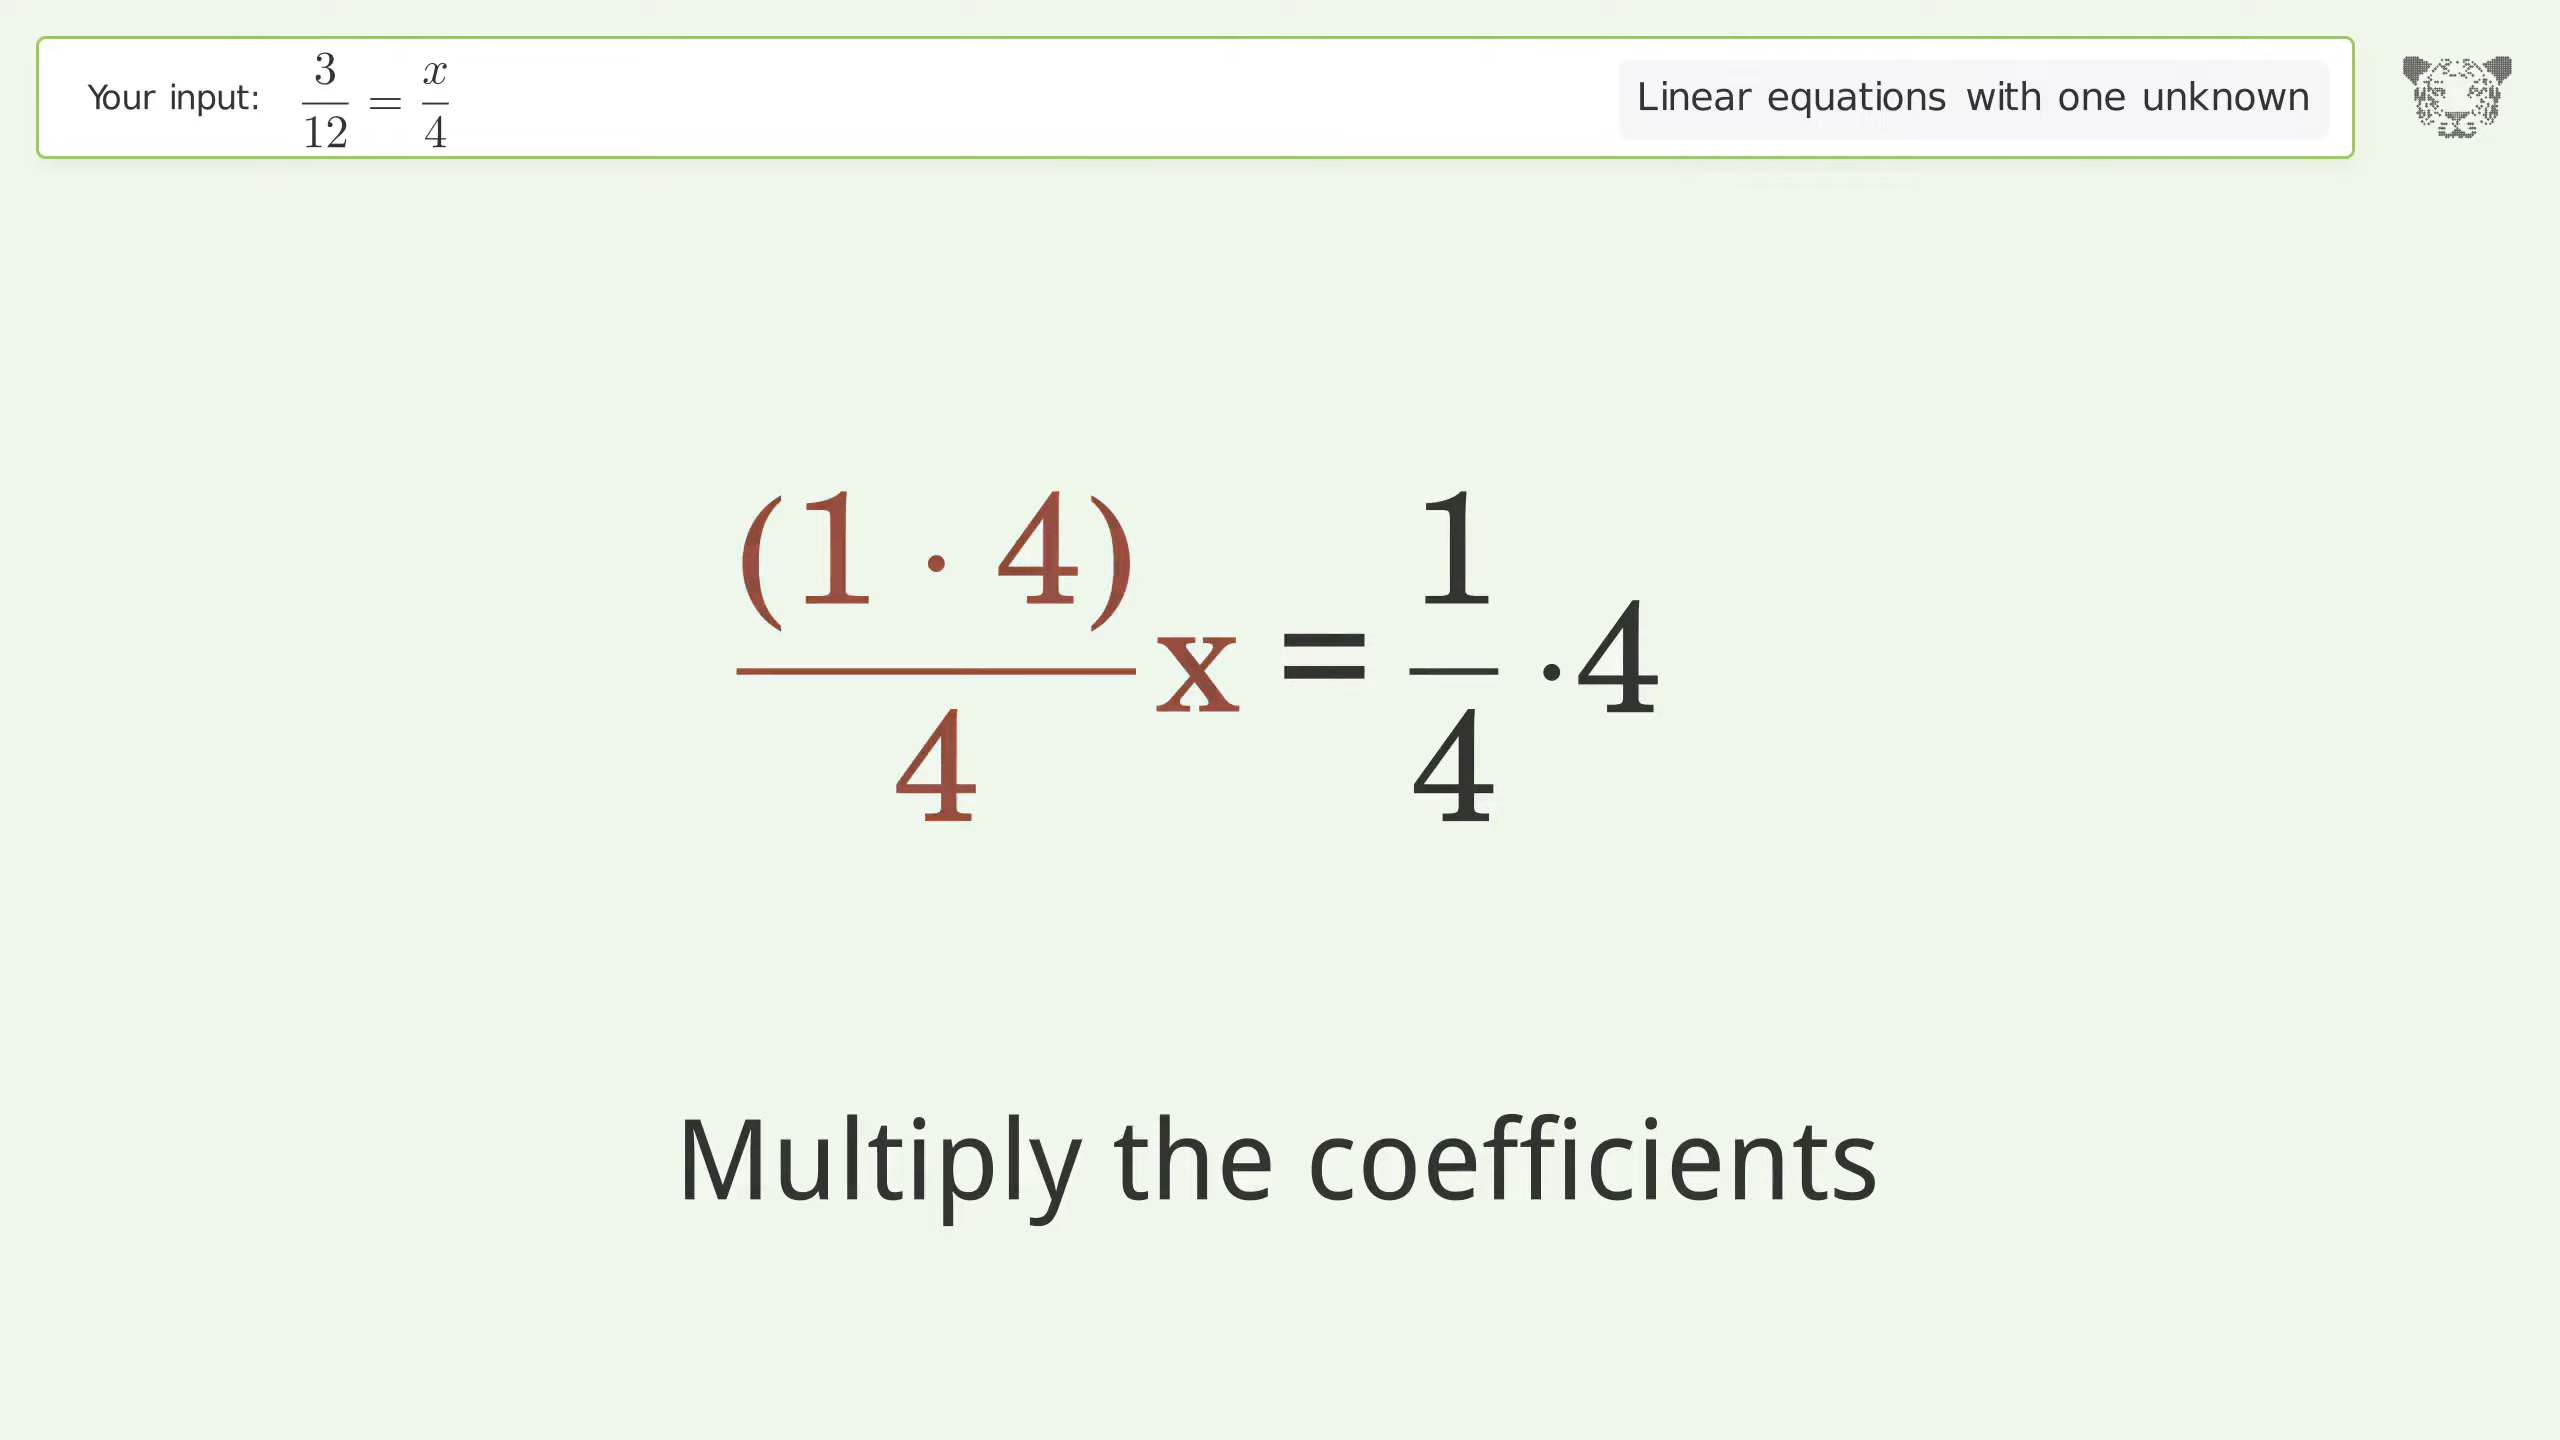 Your input: 3/12 = x/4
Linear equations with one unknown
(1 · 4)/4 x = 1/4 · 4
Multiply the coefficients